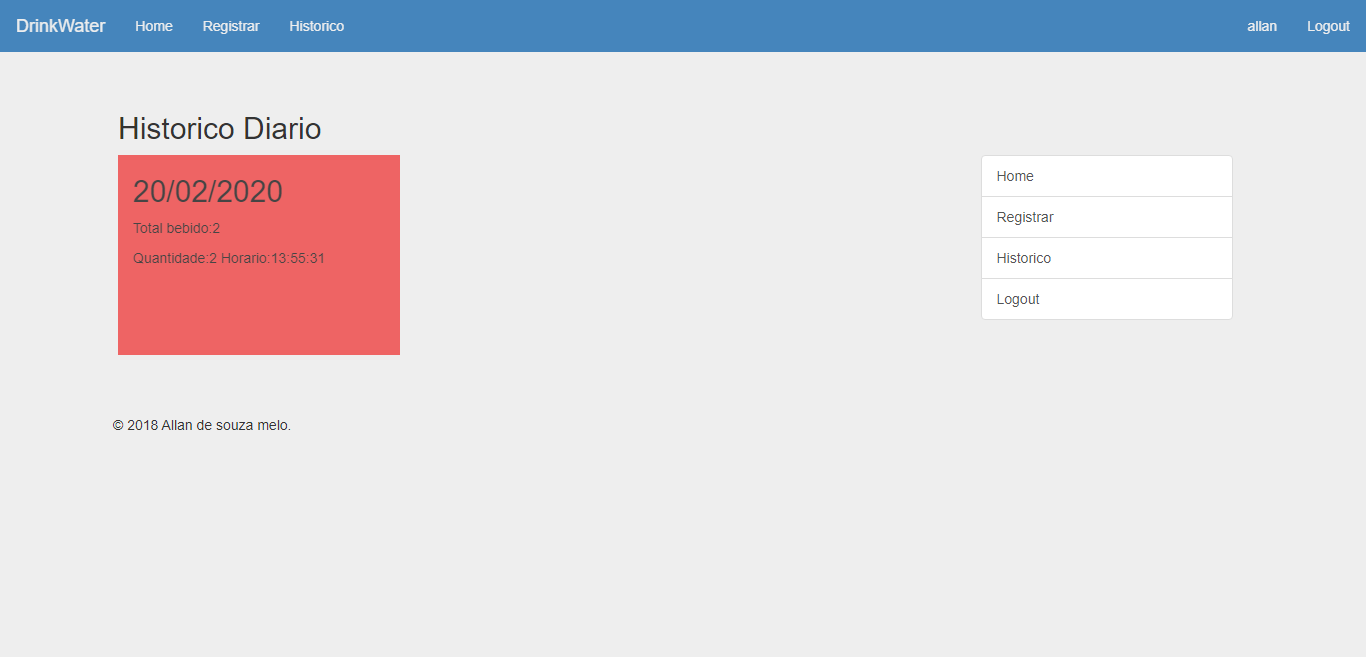 DrinkWater Home Registrar Historico allan Logout
Historico Diario
20/02/2020
Total bebido:2
Quantidade:2 Horario:13:55:31
Home
Registrar
Historico
Logout
© 2018 Allan de souza melo.